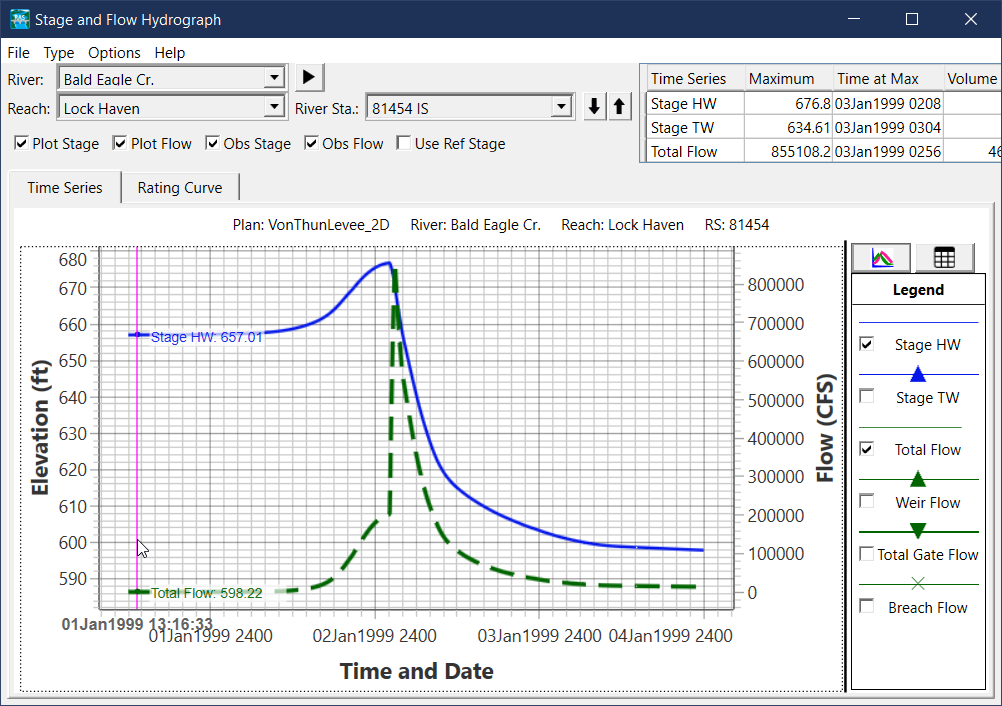 Stage and Flow Hydrograph
File Type Options Help
River: Bald Eagle Cr.
Reach: Lock Haven River Sta.: 81454 IS
Plot Stage Plot Flow Obs Stage Obs Flow Use Ref Stage
Time Series Maximum Time at Max Volume
Stage HW 676.8 03Jan1999 0208
Stage TW 634.61 03Jan1999 0304
Total Flow 855108.2 03Jan1999 0256 46
Time Series Rating Curve
Plan: VonThunLevee_2D River: Bald Eagle Cr. Reach: Lock Haven RS: 81454
Elevation (ft)
680
670
660
650
640
630
620
610
600
590
Stage HW: 657.01
Total Flow: 598.22
800000
700000
600000
500000
400000
300000
200000
100000
0
Flow (CFS)
01Jan1999 13:16:33
01Jan1999 2400 02Jan1999 2400 03Jan1999 2400 04Jan1999 2400
Time and Date
Legend
Stage HW
Stage TW
Total Flow
Weir Flow
Total Gate Flow
Breach Flow